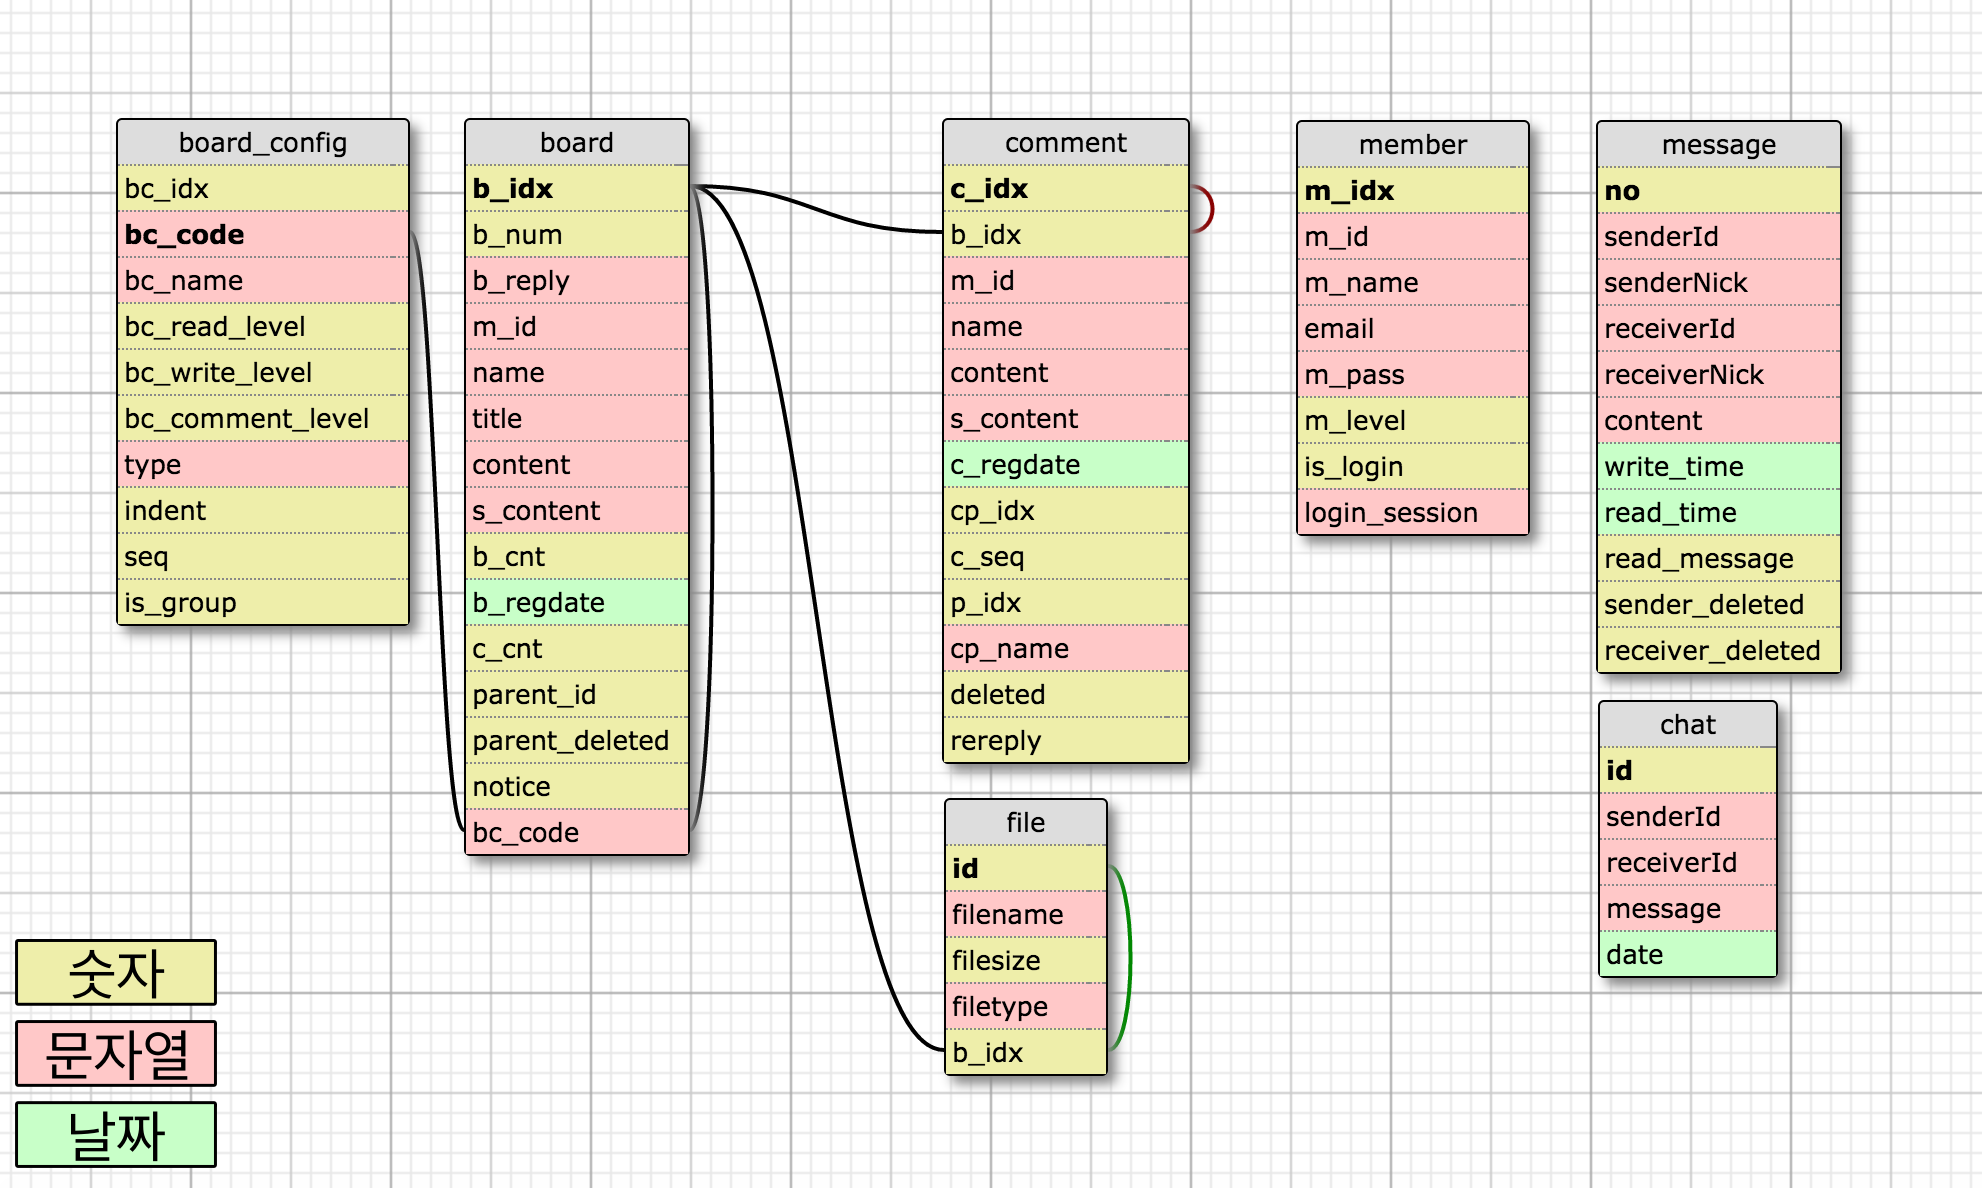 board_config
bc_idx
bc_code
bc_name
bc_read_level
bc_write_level
bc_comment_level
type
indent
seq
is_group
board
b_idx
b_num
b_reply
m_id
name
title
content
s_content
b_cnt
b_regdate
c_cnt
parent_id
parent_deleted
notice
bc_code
comment
c_idx
b_idx
m_id
name
content
s_content
c_regdate
cp_idx
c_seq
p_idx
cp_name
deleted
rereply
file
id
filename
filesize
filetype
b_idx
member
m_idx
m_id
m_name
email
m_pass
m_level
is_login
login_session
message
no
senderId
senderNick
receiverId
receiverNick
content
write_time
read_time
read_message
sender_deleted
receiver_deleted
chat
id
senderId
receiverId
message
date
숫자
문자열
날짜